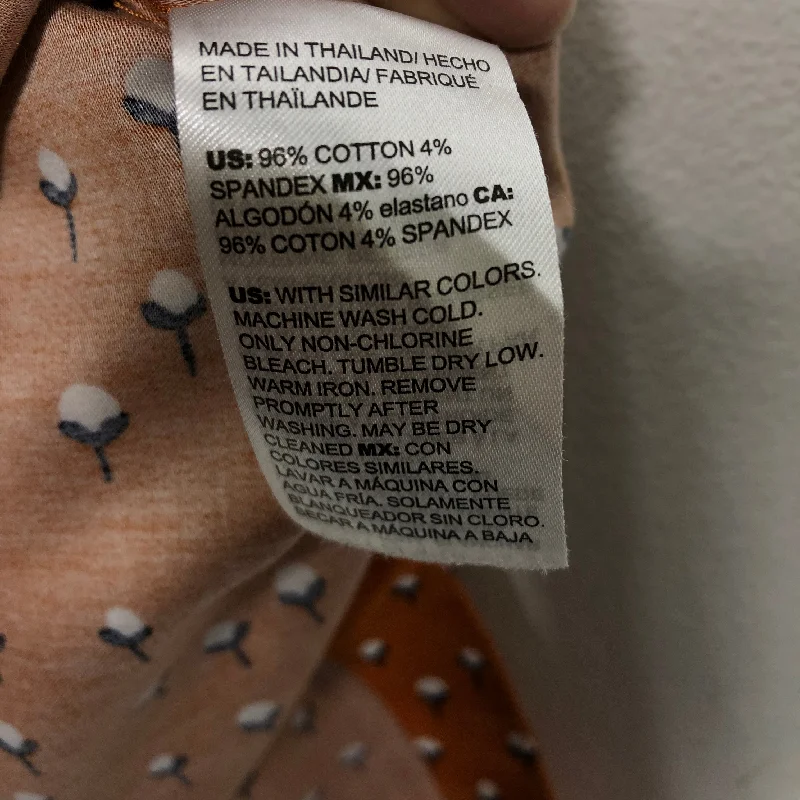 MADE IN THAILAND/ HECHO
EN TAILANDIA/ FABRIQUÉ
EN THAÏLANDE
US: 96% COTTON 4%
SPANDEX MX: 96%
ALGODÓN 4% elastano CA:
96% COTON 4% SPANDEX
US: WITH SIMILAR COLORS.
MACHINE WASH COLD.
ONLY NON-CHLORINE
BLEACH. TUMBLE DRY LOW.
WARM IRON. REMOVE
PROMPTLY AFTER
WASHING. MAY BE DRY
CLEANED MX: CON
COLORES SIMILARES.
LAVAR A MÁQUINA CON
AGUA FRÍA. SOLAMENTE
BLANQUEADOR SIN CLORO.
SECAR A MÁQUINA A BAJA